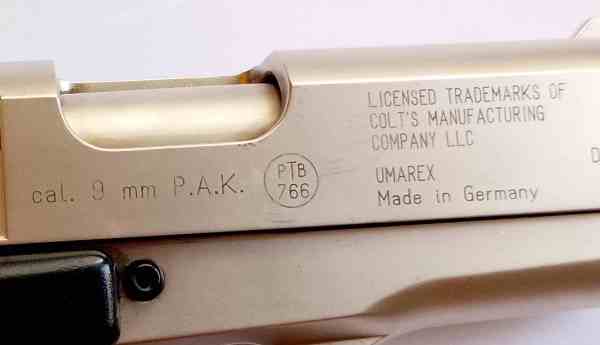 cal. 9 mm P.A.K.
PTB
766
LICENSED TRADEMARKS OF
COLT'S MANUFACTURING
COMPANY LLC
UMAREX
Made in Germany